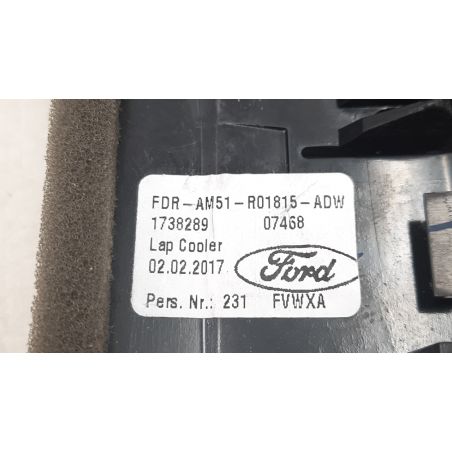 FDR-AM51-R01815-ADW
1738289 07468
Lap Cooler
02.02.2017 Ford
Pers. Nr.: 231 FVWXA